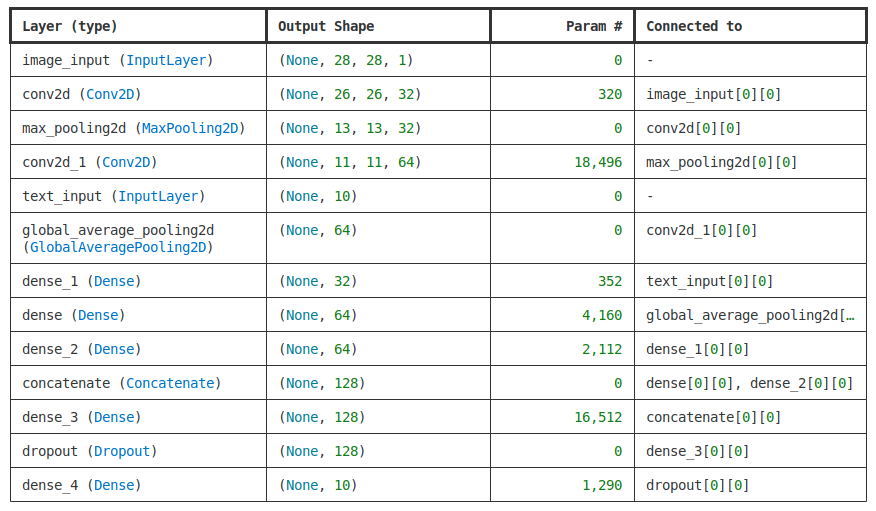 Layer (type) Output Shape Param # Connected to
image_input (InputLayer) (None, 28, 28, 1) 0 -
conv2d (Conv2D) (None, 26, 26, 32) 320 image_input[0][0]
max_pooling2d (MaxPooling2D) (None, 13, 13, 32) 0 conv2d[0][0]
conv2d_1 (Conv2D) (None, 11, 11, 64) 18,496 max_pooling2d[0][0]
text_input (InputLayer) (None, 10) 0 -
global_average_pooling2d (None, 64) 0 conv2d_1[0][0]
(GlobalAveragePooling2D)
dense_1 (Dense) (None, 32) 352 text_input[0][0]
dense (Dense) (None, 64) 4,160 global_average_pooling2d[…
dense_2 (Dense) (None, 64) 2,112 dense_1[0][0]
concatenate (Concatenate) (None, 128) 0 dense[0][0], dense_2[0][0]
dense_3 (Dense) (None, 128) 16,512 concatenate[0][0]
dropout (Dropout) (None, 128) 0 dense_3[0][0]
dense_4 (Dense) (None, 10) 1,290 dropout[0][0]